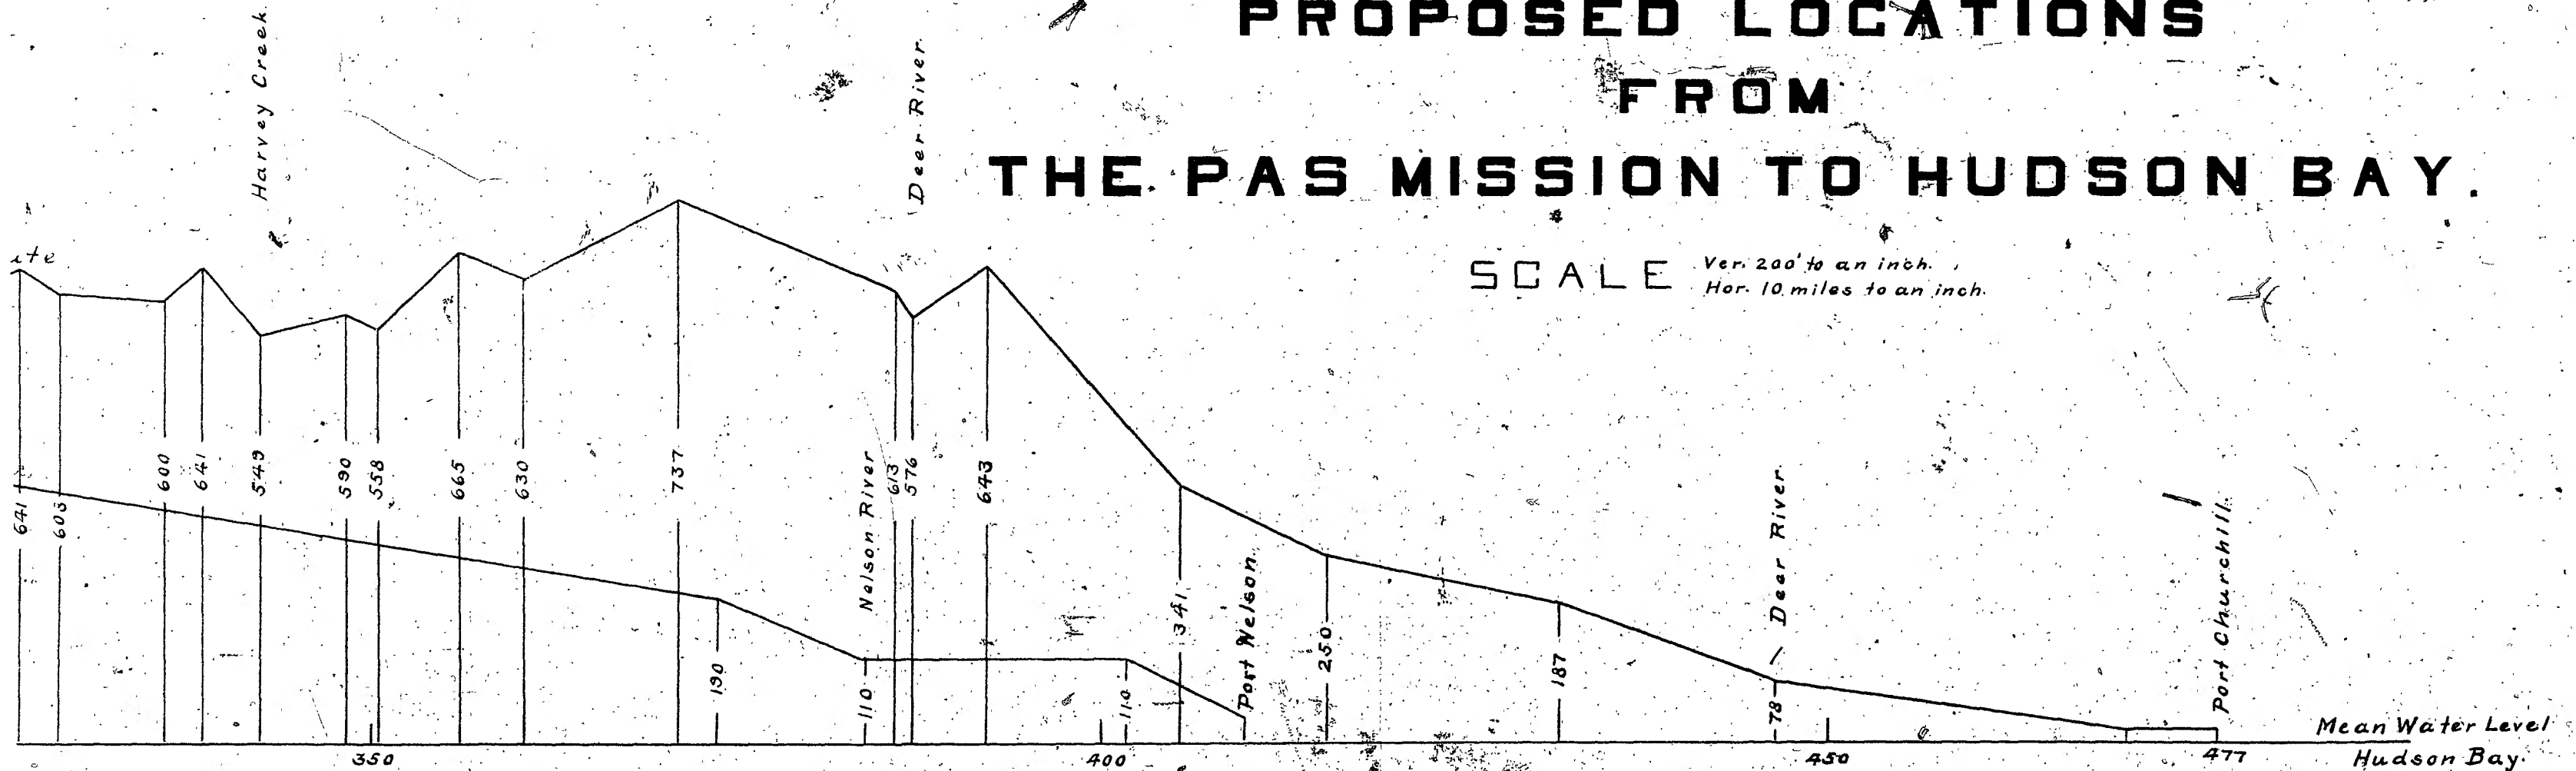 PROPOSED LOCATIONS
FROM
THE PAS MISSION TO HUDSON BAY.
SCALE
Ver. 200' to an inch.
Hor. 10 miles to an inch.
Harvey Creek
Deer River
ite
641
603
600
641
549
590
558
665
630
737
190
Nelson River
110
613
576
643
110
341
Port Nelson
250
187
Deer River
78
Port Churchill.
Mean Water Level
Hudson Bay.
350
400
450
477